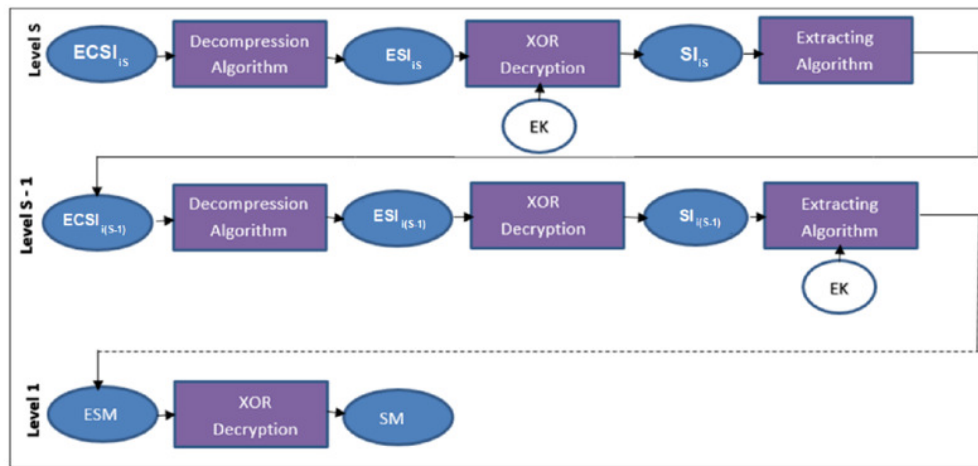 Level S
ECSI iS
Decompression
Algorithm
ESI iS
XOR
Decryption
SI iS
Extracting
Algorithm
EK
Level S - 1
ECSI i(S-1)
Decompression
Algorithm
ESI i(S-1)
XOR
Decryption
SI i(S-1)
Extracting
Algorithm
EK
Level 1
ESM
XOR
Decryption
SM